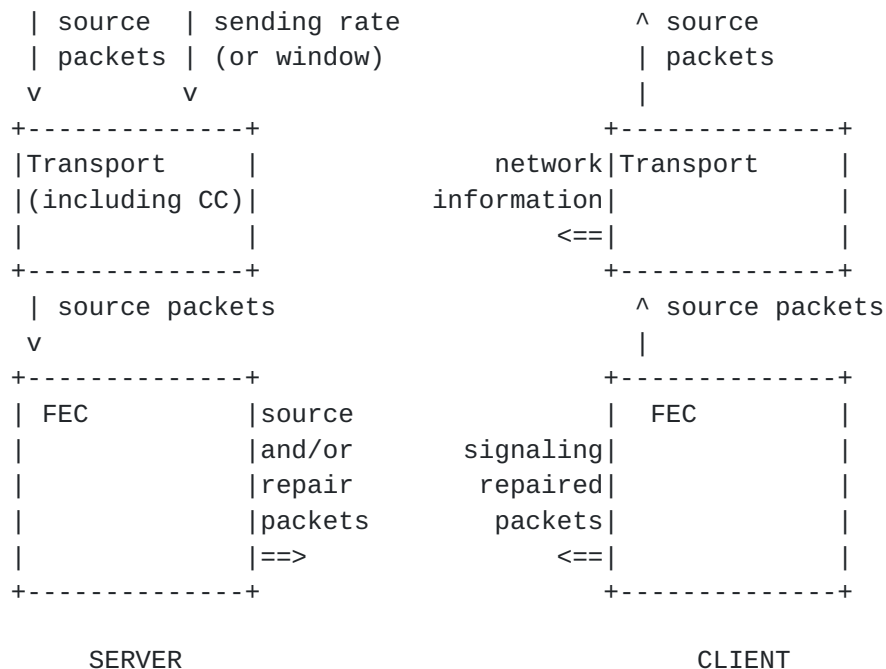 | source  | sending rate                ^ source
 | packets | (or window)                 | packets
 v         v                             |
+--------------+                       +--------------+
|Transport     |                network|Transport     |
|(including CC)|            information|              |
|              |                    <==|              |
+--------------+                       +--------------+
 | source packets                        ^ source packets
 v                                       |
+--------------+                       +--------------+
| FEC          |source                 |  FEC         |
|              |and/or        signaling|              |
|              |repair         repaired|              |
|              |packets         packets|              |
|              |==>                 <==|              |
+--------------+                       +--------------+

     SERVER                                  CLIENT